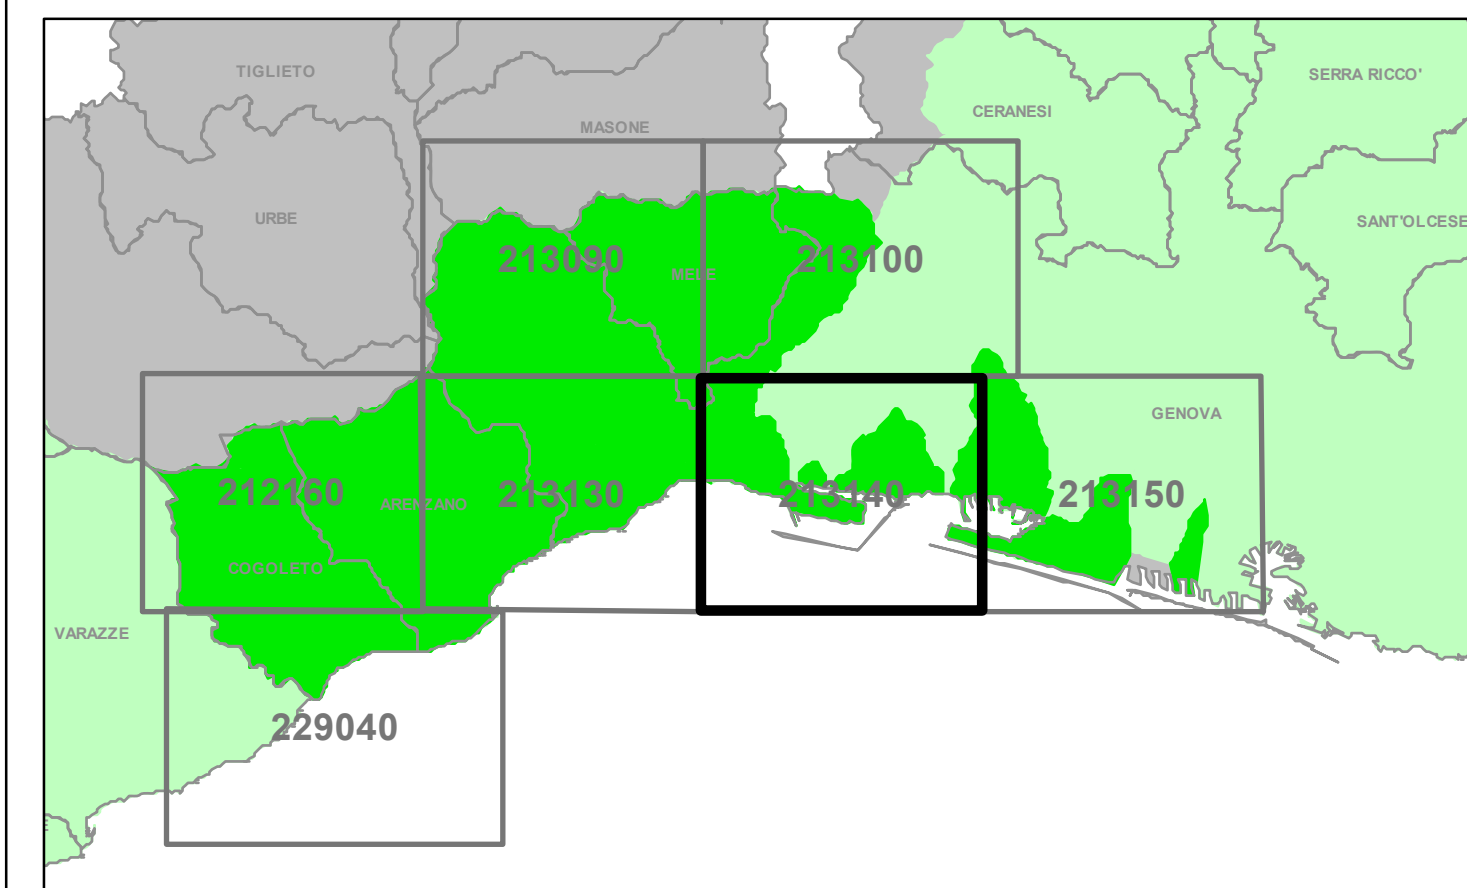 TIGLIETO
SERRA RICCO'
CERANESI
MASONE
URBE
SANT'OLCESE
213090
MELE
213100
GENOVA
212160
ARENZANO
213130
213140
213150
COGOLETO
VARAZZE
229040